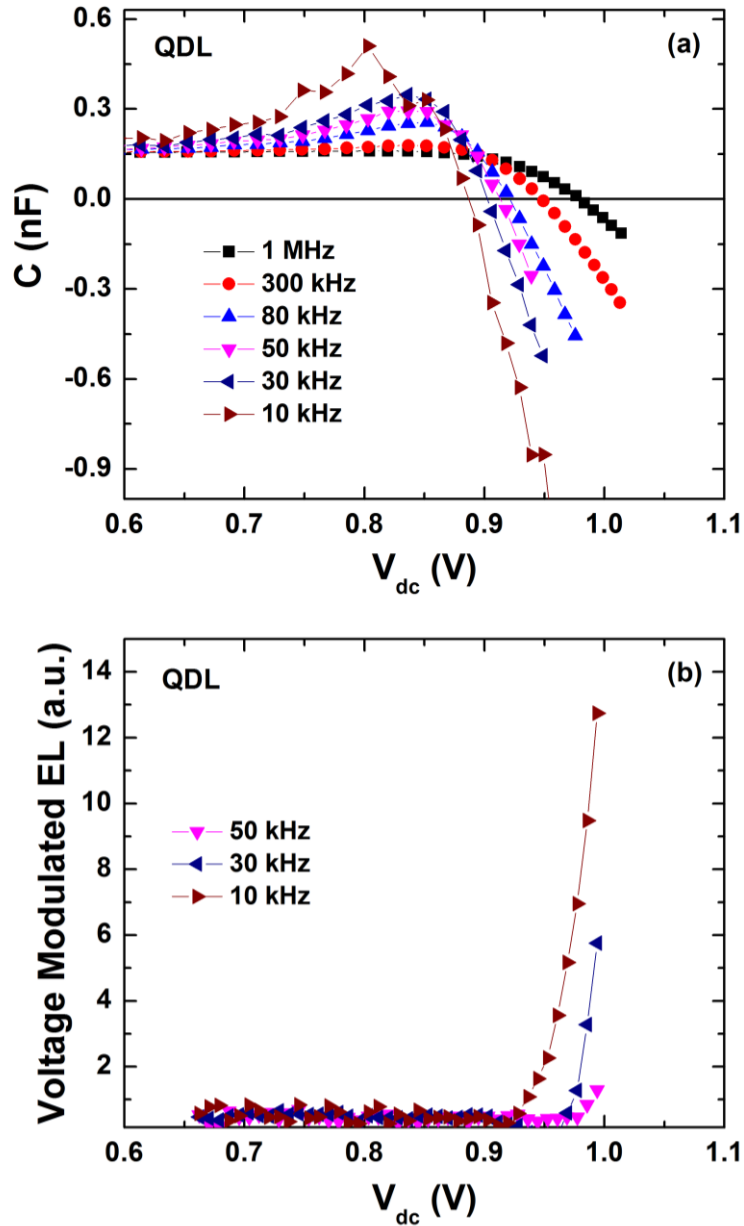 QDL
(a)
0.6
0.3
0.0
-0.3
-0.6
-0.9
C (nF)
1 MHz
300 kHz
80 kHz
50 kHz
30 kHz
10 kHz
0.6 0.7 0.8 0.9 1.0 1.1
Vdc (V)
QDL
(b)
14
12
10
8
6
4
2
Voltage Modulated EL (a.u.)
50 kHz
30 kHz
10 kHz
0.6 0.7 0.8 0.9 1.0 1.1
Vdc (V)